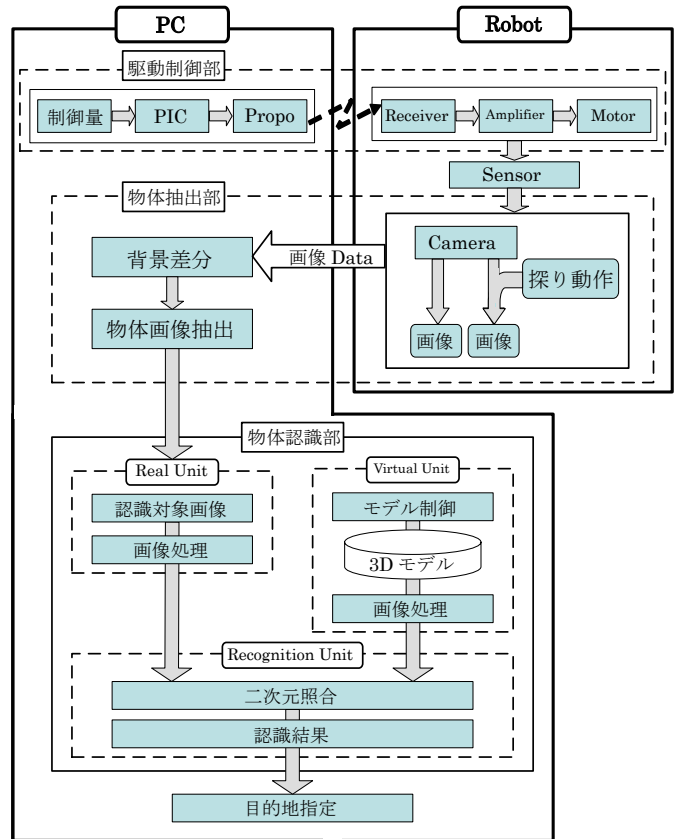 PC
Robot
駆動制御部
制御量
PIC
Propo
Receiver
Amplifier
Motor
Sensor
物体抽出部
背景差分
画像 Data
Camera
探り動作
物体画像抽出
画像
画像
物体認識部
Real Unit
Virtual Unit
認識対象画像
モデル制御
画像処理
3D モデル
画像処理
Recognition Unit
二次元照合
認識結果
目的地指定